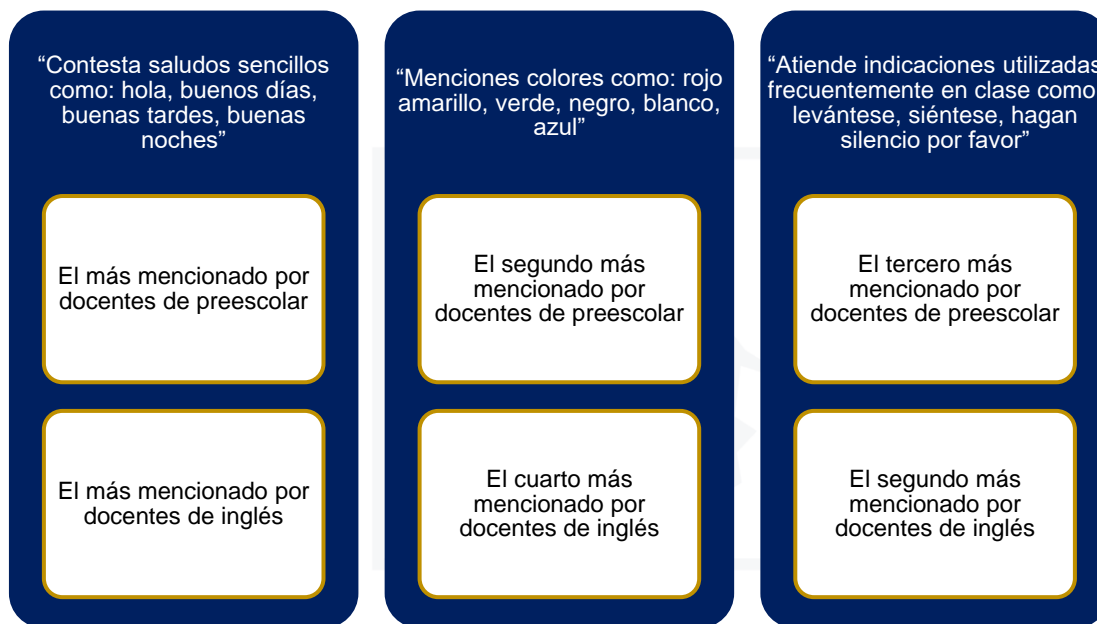 “Contesta saludos sencillos
como: hola, buenos días,
buenas tardes, buenas
noches”
El más mencionado por
docentes de preescolar
El más mencionado por
docentes de inglés
“Menciones colores como: rojo
amarillo, verde, negro, blanco,
azul”
El segundo más
mencionado por
docentes de preescolar
El cuarto más
mencionado por
docentes de inglés
“Atiende indicaciones utilizadas
frecuentemente en clase como
levántese, siéntese, hagan
silencio por favor”
El tercero más
mencionado por
docentes de preescolar
El segundo más
mencionado por
docentes de inglés